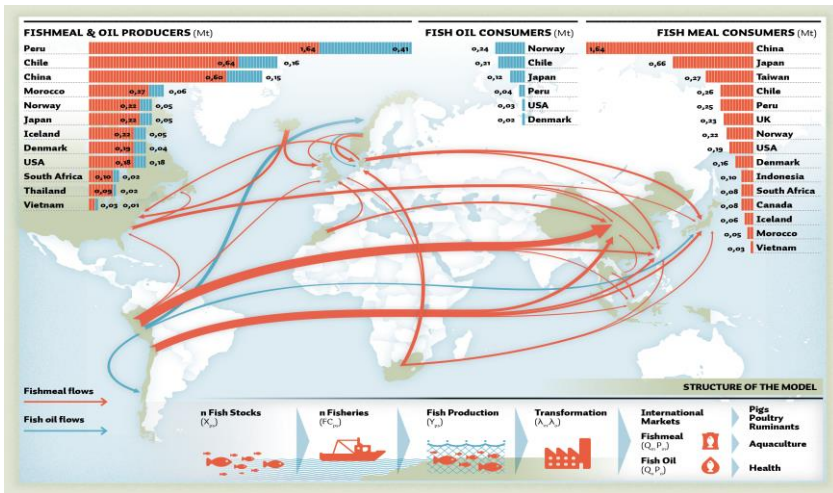 FISHMEAL & OIL PRODUCERS (Mt)
Peru 1,64 0,41
Chile 0,64 0,16
China 0,60 0,15
Morocco 0,27 0,06
Norway 0,22 0,05
Japan 0,22 0,05
Iceland 0,22 0,05
Denmark 0,19 0,04
USA 0,18 0,18
South Africa 0,10 0,02
Thailand 0,09 0,02
Vietnam 0,03 0,01
FISH OIL CONSUMERS (Mt)
0,24 Norway
0,21 Chile
0,12 Japan
0,04 Peru
0,03 USA
0,02 Denmark
FISH MEAL CONSUMERS (Mt)
1,64 China
0,66 Japan
0,27 Taiwan
0,26 Chile
0,25 Peru
0,23 UK
0,22 Norway
0,19 USA
0,16 Denmark
0,10 Indonesia
0,08 South Africa
0,08 Canada
0,06 Iceland
0,05 Morocco
0,03 Vietnam
Fishmeal flows
Fish oil flows
STRUCTURE OF THE MODEL
n Fish Stocks
n Fisheries
Fish Production
Transformation
International
Markets
Fishmeal
Fish Oil
Pigs
Poultry
Ruminants
Aquaculture
Health